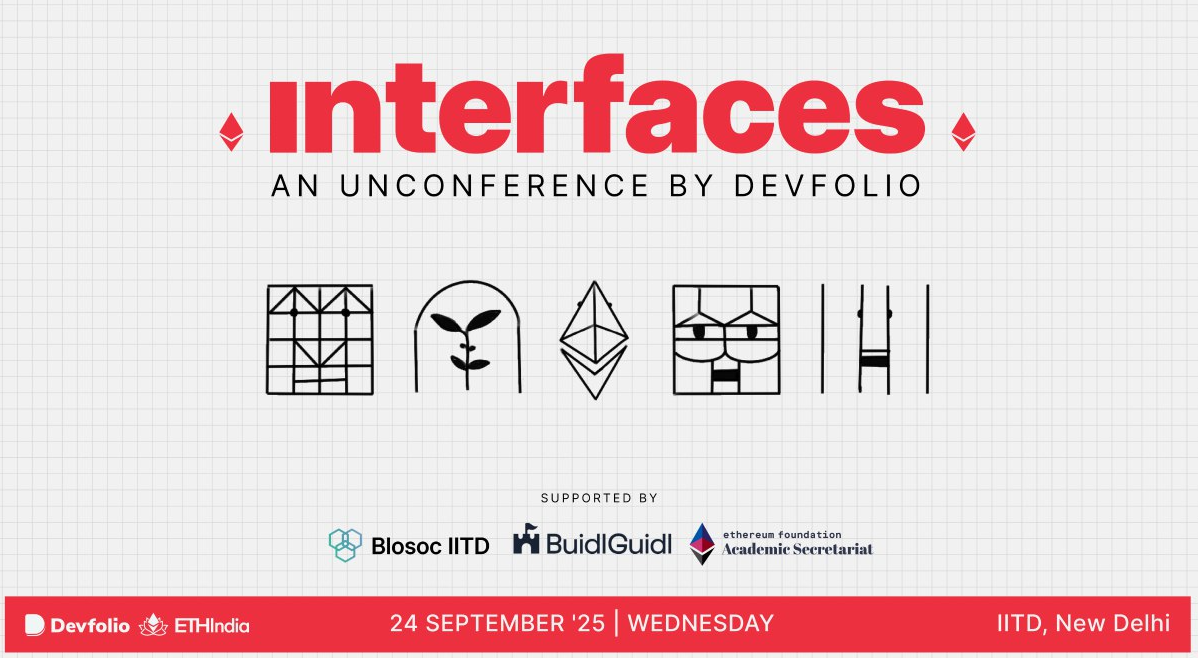 interfaces
AN UNCONFERENCE BY DEVFOLIO
SUPPORTED BY
Blosoc IITD
BuidlGuidl
ethereum foundation
Academic Secretariat
Devfolio
ETHIndia
24 SEPTEMBER '25 | WEDNESDAY
IITD, New Delhi